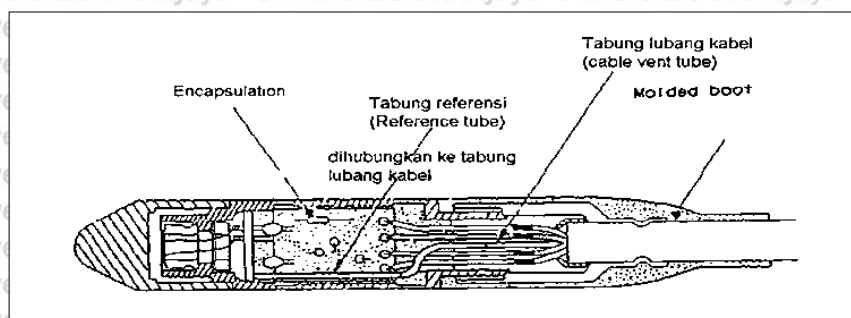 Tabung lubang kabel
(cable vent tube)
Encapsulation
Molded boot
Tabung referensi
(Reference tube)
dihubungkan ke tabung
lubang kabel